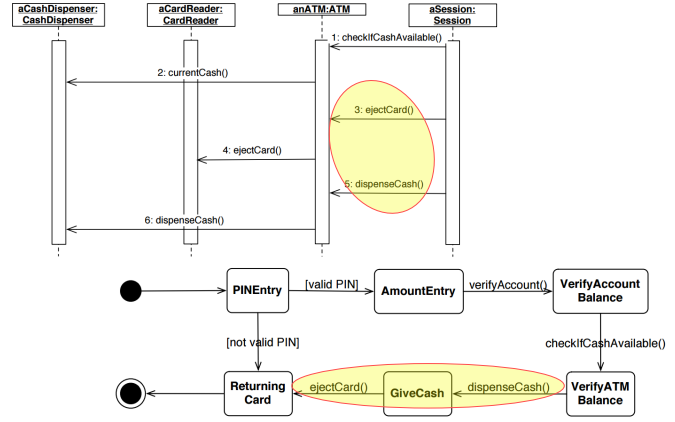 aCashDispenser:
CashDispenser
aCardReader:
CardReader
anATM:ATM
aSession:
Session
1: checkIfCashAvailable()
2: currentCash()
3: ejectCard()
4: ejectCard()
5: dispenseCash()
6: dispenseCash()
PINEntry
[valid PIN]
AmountEntry
verifyAccount()
VerifyAccount
Balance
[not valid PIN]
checkIfCashAvailable()
Returning
Card
ejectCard()
GiveCash
dispenseCash()
VerifyATM
Balance